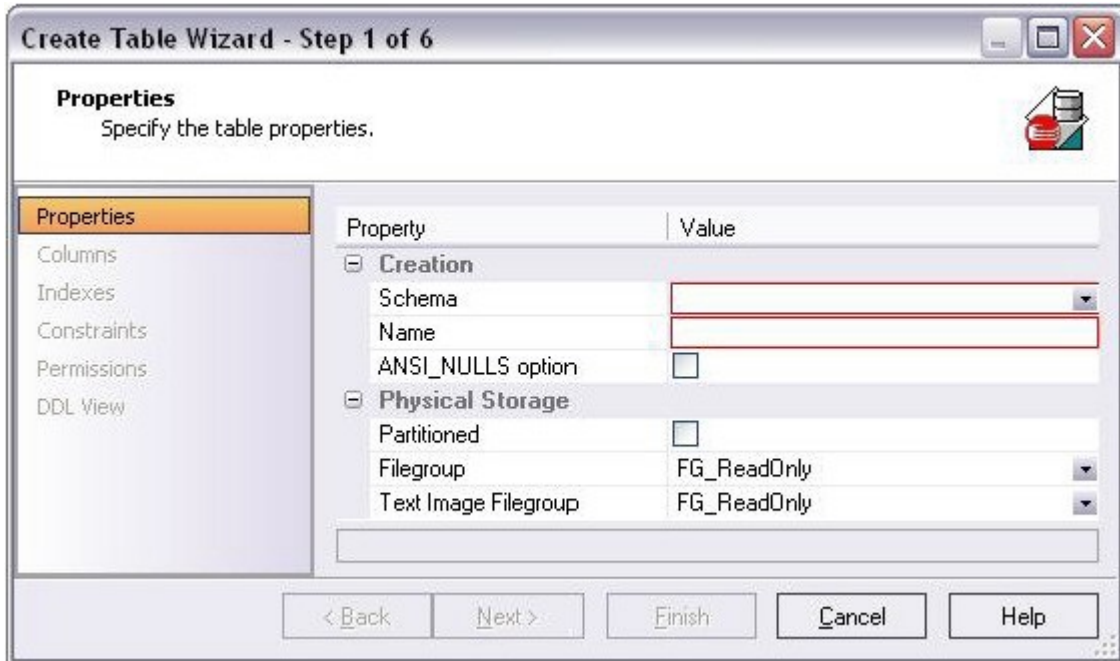 Create Table Wizard - Step 1 of 6
Properties
Specify the table properties.
Properties
Columns
Indexes
Constraints
Permissions
DDL View
Property Value
Creation
Schema
Name
ANSI_NULLS option
Physical Storage
Partitioned
Filegroup FG_ReadOnly
Text Image Filegroup FG_ReadOnly
< Back Next > Finish Cancel Help